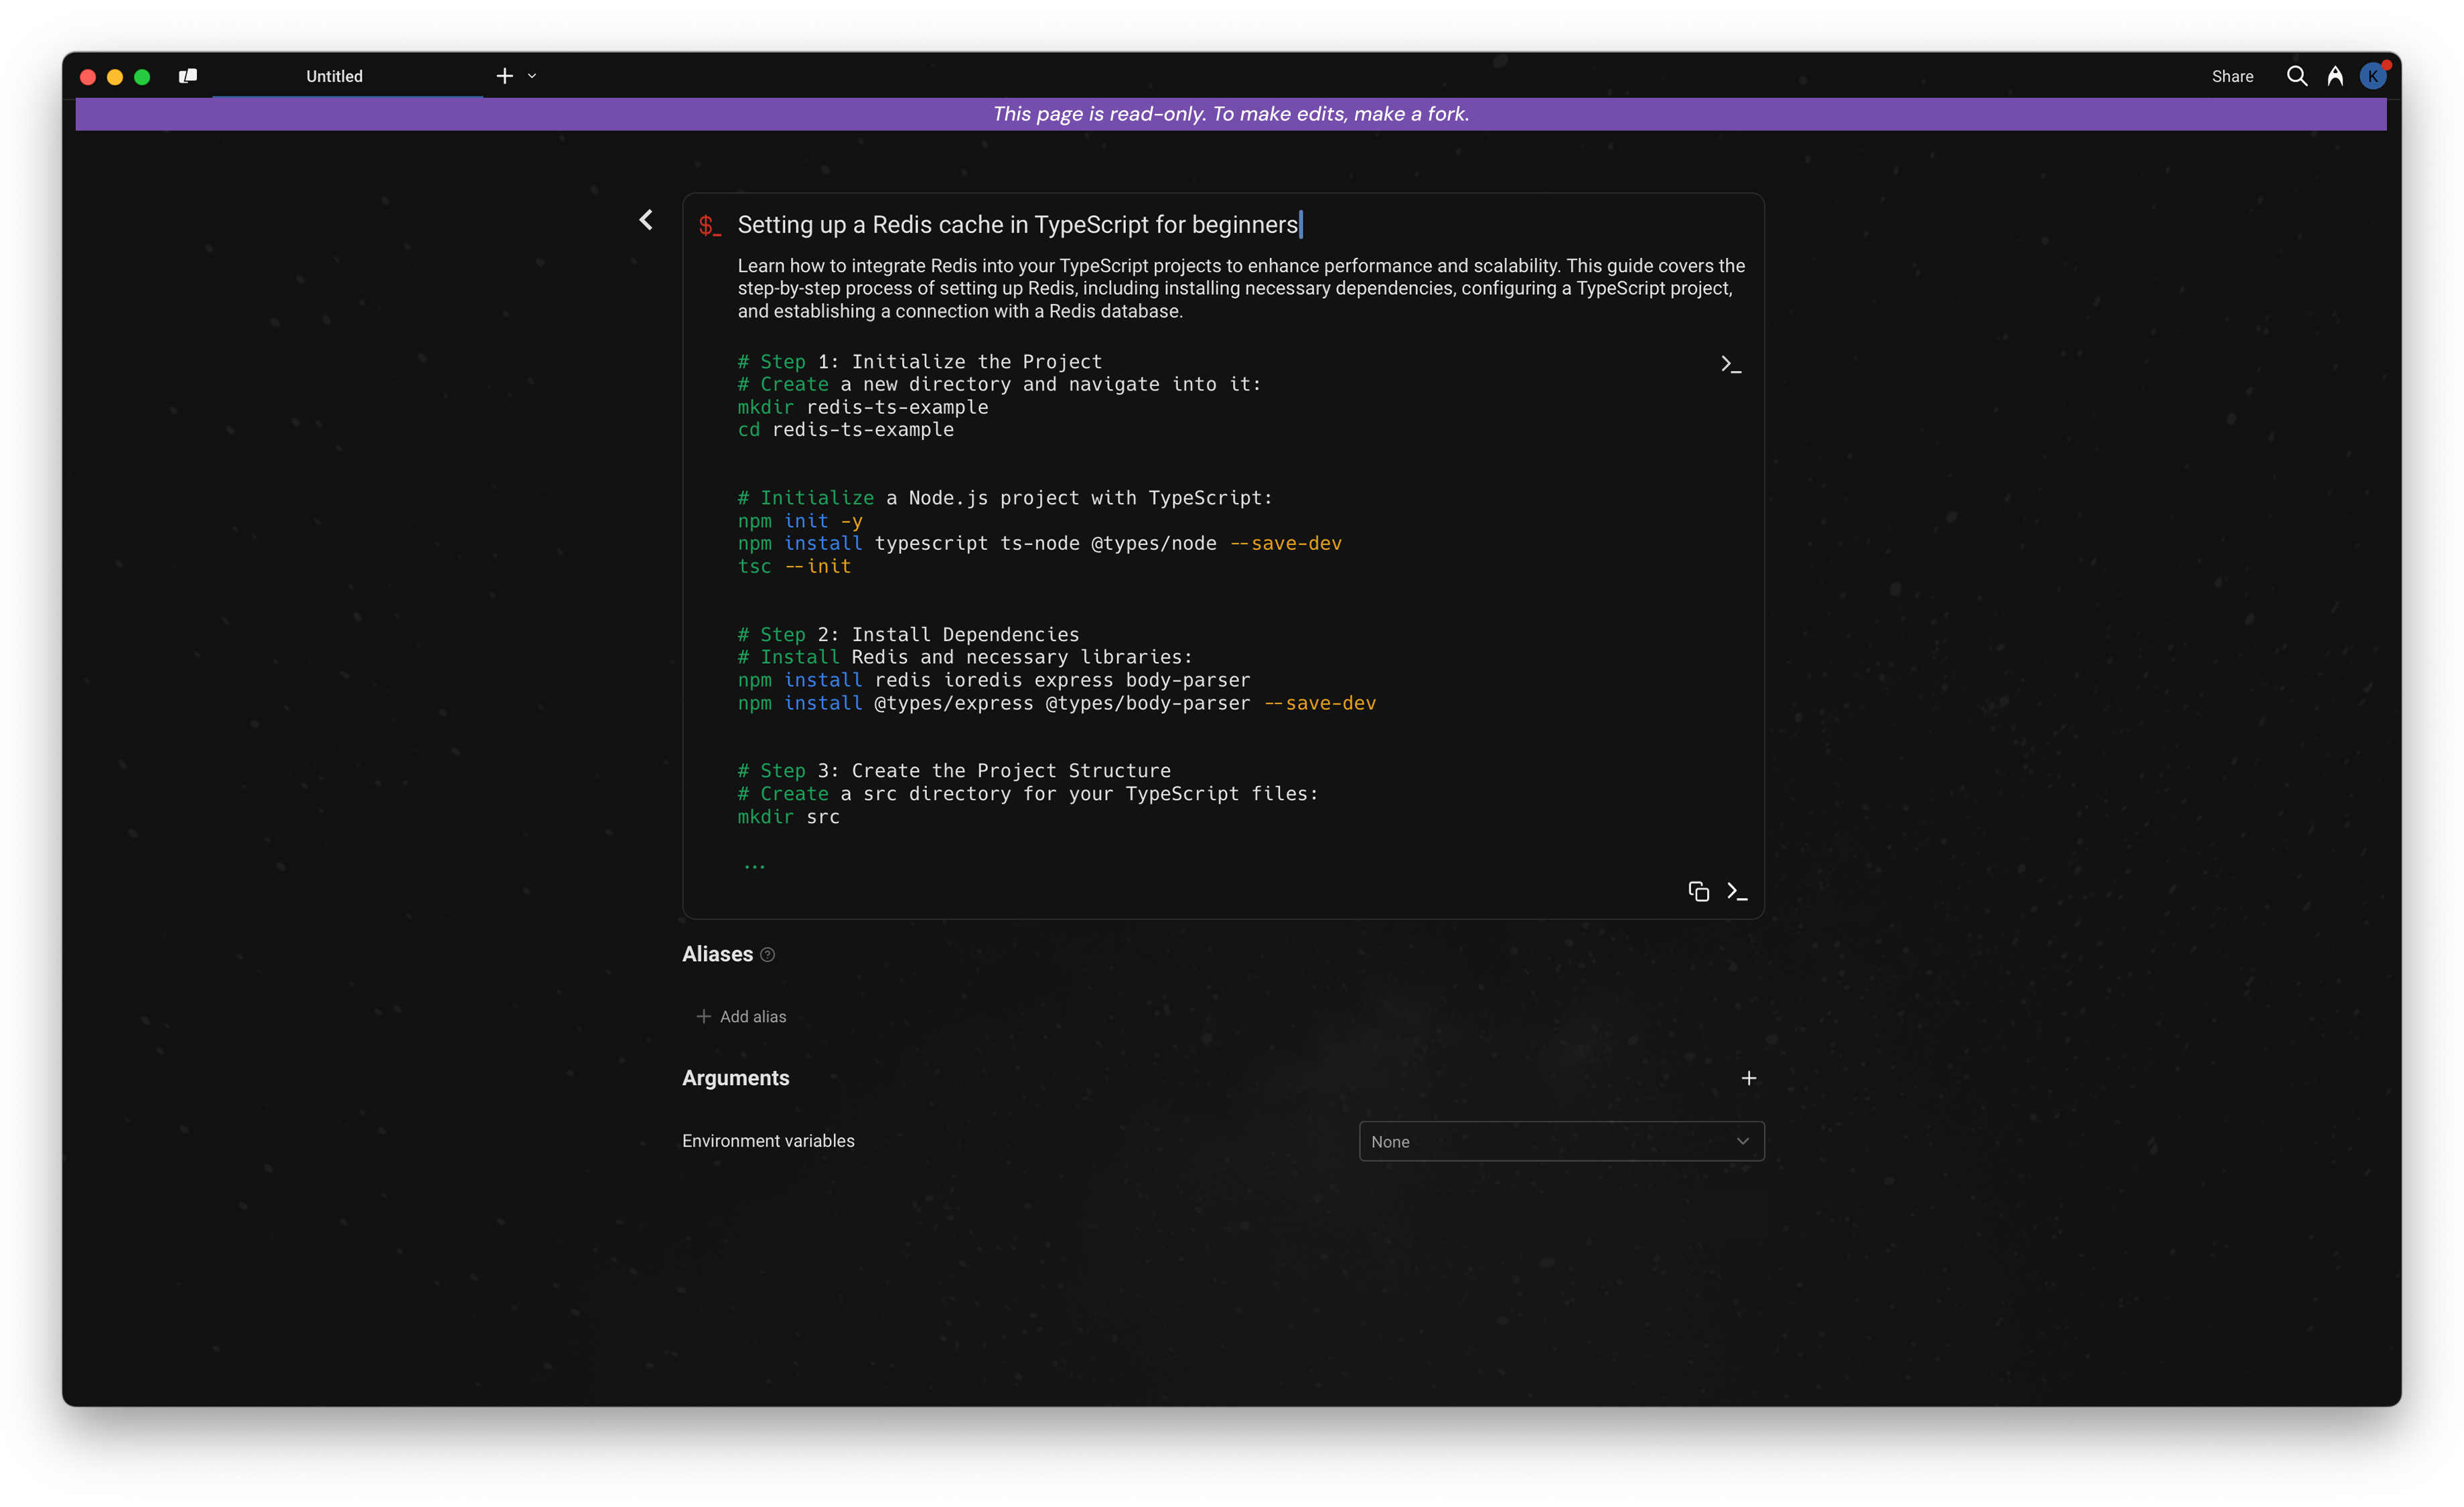 Untitled
Share
K
This page is read-only. To make edits, make a fork.
$_ Setting up a Redis cache in TypeScript for beginners
Learn how to integrate Redis into your TypeScript projects to enhance performance and scalability. This guide covers the
step-by-step process of setting up Redis, including installing necessary dependencies, configuring a TypeScript project,
and establishing a connection with a Redis database.
# Step 1: Initialize the Project
# Create a new directory and navigate into it:
mkdir redis-ts-example
cd redis-ts-example
# Initialize a Node.js project with TypeScript:
npm init -y
npm install typescript ts-node @types/node --save-dev
tsc --init
# Step 2: Install Dependencies
# Install Redis and necessary libraries:
npm install redis ioredis express body-parser
npm install @types/express @types/body-parser --save-dev
# Step 3: Create the Project Structure
# Create a src directory for your TypeScript files:
mkdir src
...
Aliases ?
+ Add alias
Arguments +
Environment variables
None